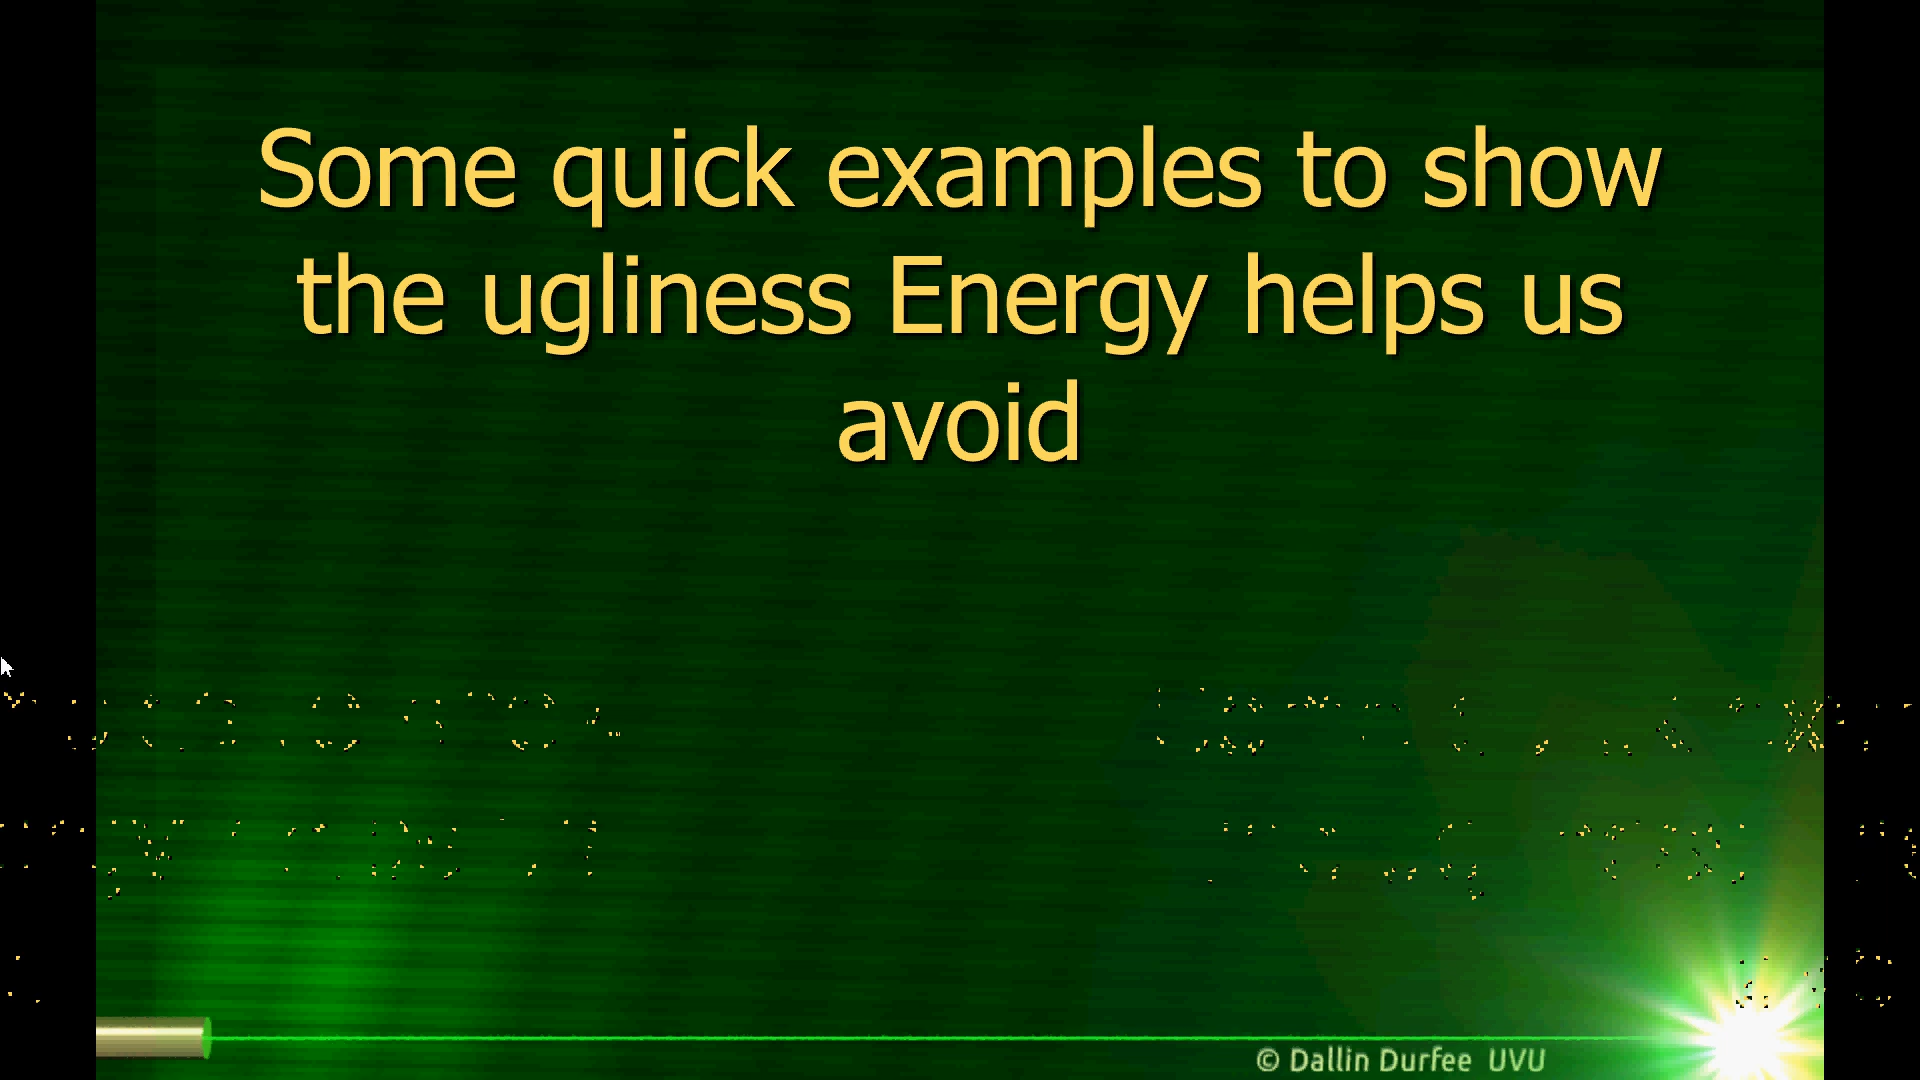 Some quick examples to show
the ugliness Energy helps us
avoid
© Dallin Durfee UVU